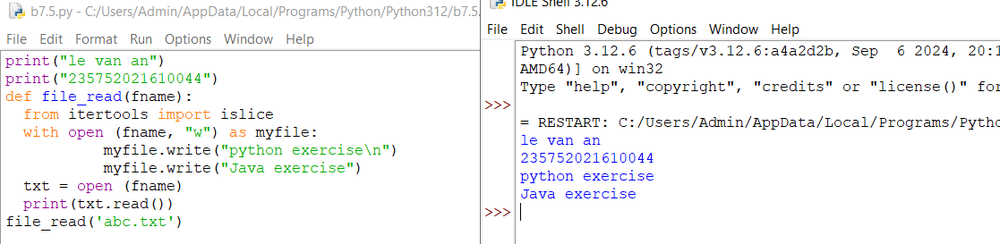 b7.5.py - C:/Users/Admin/AppData/Local/Programs/Python/Python312/b7.5.
File Edit Format Run Options Window Help
print("le van an")
print("235752021610044")
def file_read(fname):
  from itertools import islice
  with open (fname, "w") as myfile:
          myfile.write("python exercise\n")
          myfile.write("Java exercise")
  txt = open (fname)
  print(txt.read())
file_read('abc.txt')
IDLE Shell 3.12.6
File Edit Shell Debug Options Window Help
Python 3.12.6 (tags/v3.12.6:a4a2d2b, Sep  6 2024, 20:1
AMD64)] on win32
Type "help", "copyright", "credits" or "license()" for
>>>
= RESTART: C:/Users/Admin/AppData/Local/Programs/Pytho
le van an
235752021610044
python exercise
Java exercise
>>>